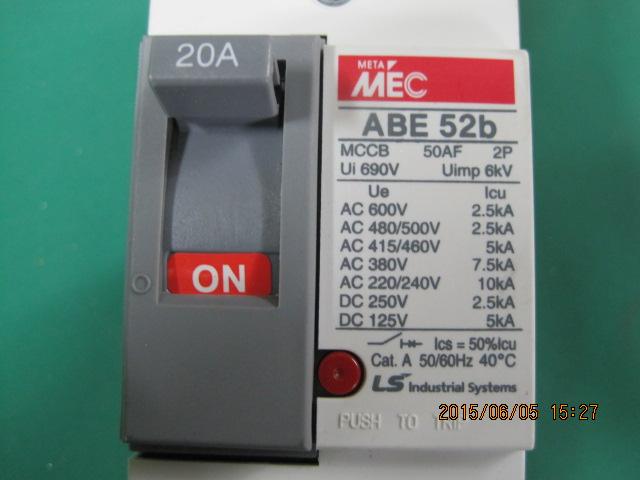 20A
META
MEC
ABE 52b
MCCB 50AF 2P
Ui 690V Uimp 6kV
Ue Icu
AC 600V 2.5kA
AC 480/500V 2.5kA
AC 415/460V 5kA
AC 380V 7.5kA
AC 220/240V 10kA
DC 250V 2.5kA
DC 125V 5kA
ON
Ics = 50%Icu
Cat. A 50/60Hz 40°C
LS Industrial Systems
2015/06/05 15:27
PUSH TO TRIP